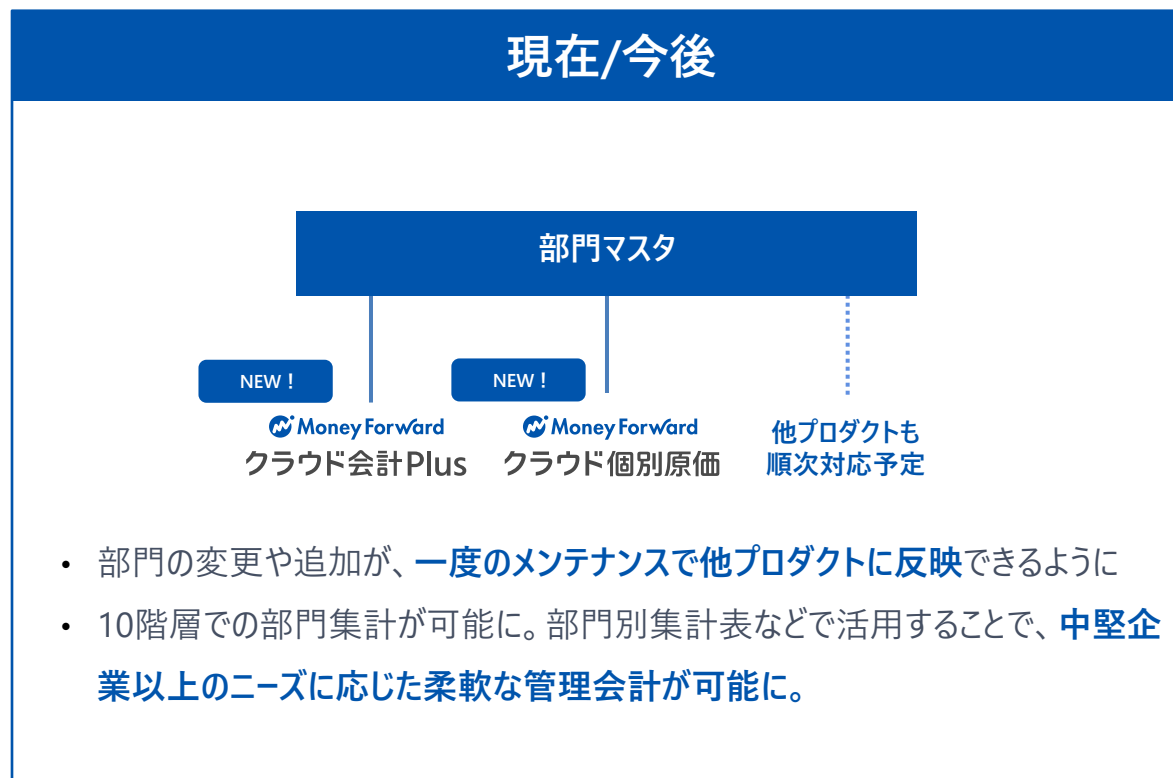 現在/今後
部門マスタ
NEW！
NEW！
Money Forward
クラウド会計Plus
Money Forward
クラウド個別原価
他プロダクトも
順次対応予定
• 部門の変更や追加が、一度のメンテナンスで他プロダクトに反映できるように
• 10階層での部門集計が可能に。部門別集計表などで活用することで、中堅企
業以上のニーズに応じた柔軟な管理会計が可能に。